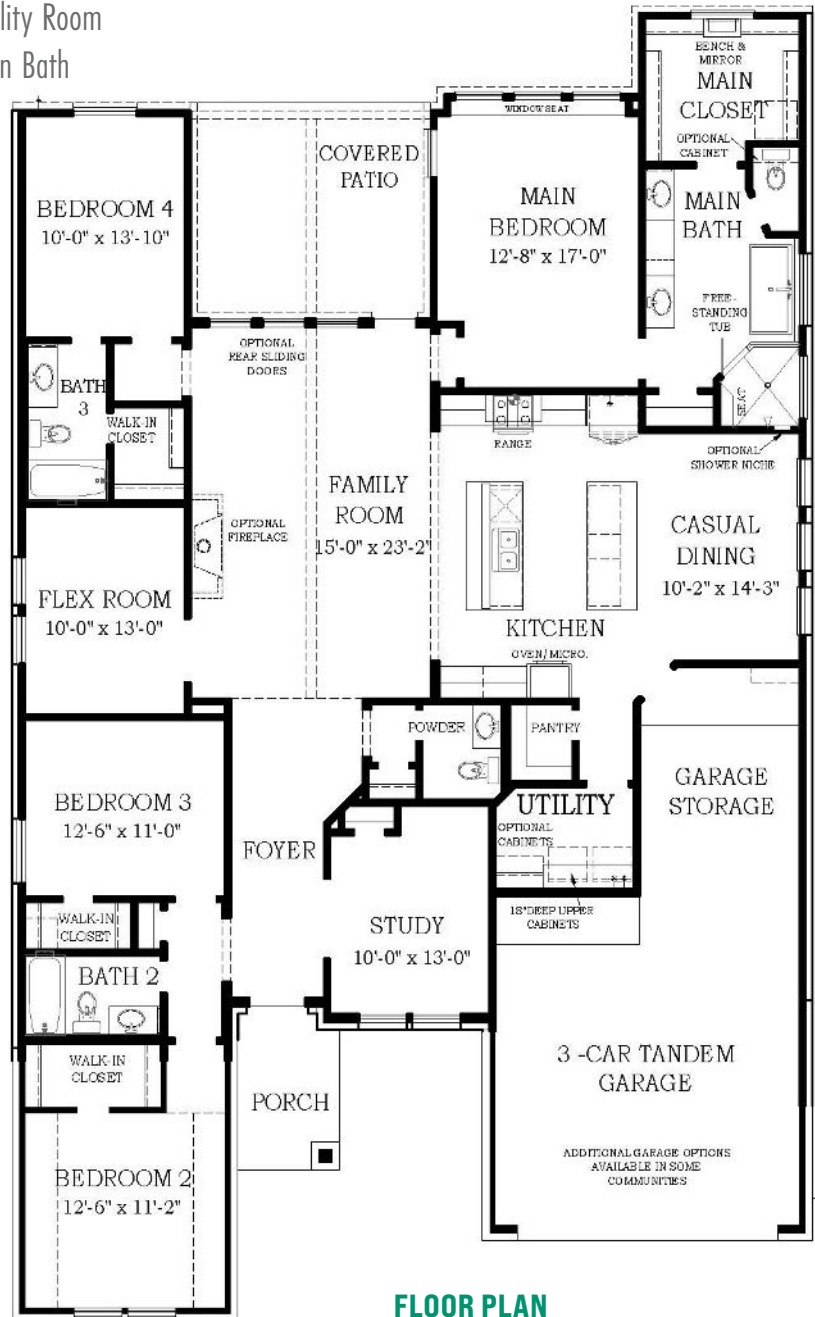 lity Room
n Bath
BENCH &
MIRROR
MAIN
CLOSET
OPTIONAL
CABINET
WINDOW SEAT
COVERED
PATIO
BEDROOM 4
10'-0" x 13'-10"
MAIN
BEDROOM
12'-8" x 17'-0"
MAIN
BATH
FREE-
STANDING
TUB
OPTIONAL
REAR SLIDING
DOORS
BATH
3
WALK-IN
CLOSET
SEAT
RANGE
OPTIONAL
SHOWER NICHE
FAMILY
ROOM
15'-0" x 23'-2"
OPTIONAL
FIREPLACE
CASUAL
DINING
10'-2" x 14'-3"
FLEX ROOM
10'-0" x 13'-0"
KITCHEN
OVEN/MICRO.
POWDER
PANTRY
GARAGE
STORAGE
BEDROOM 3
12'-6" x 11'-0"
UTILITY
OPTIONAL
CABINETS
FOYER
WALK-IN
CLOSET
18"DEEP UPPER
CABINETS
STUDY
10'-0" x 13'-0"
BATH 2
WALK-IN
CLOSET
3 -CAR TANDEM
GARAGE
PORCH
ADDITIONAL GARAGE OPTIONS
AVAILABLE IN SOME
COMMUNITIES
BEDROOM 2
12'-6" x 11'-2"
FLOOR PLAN